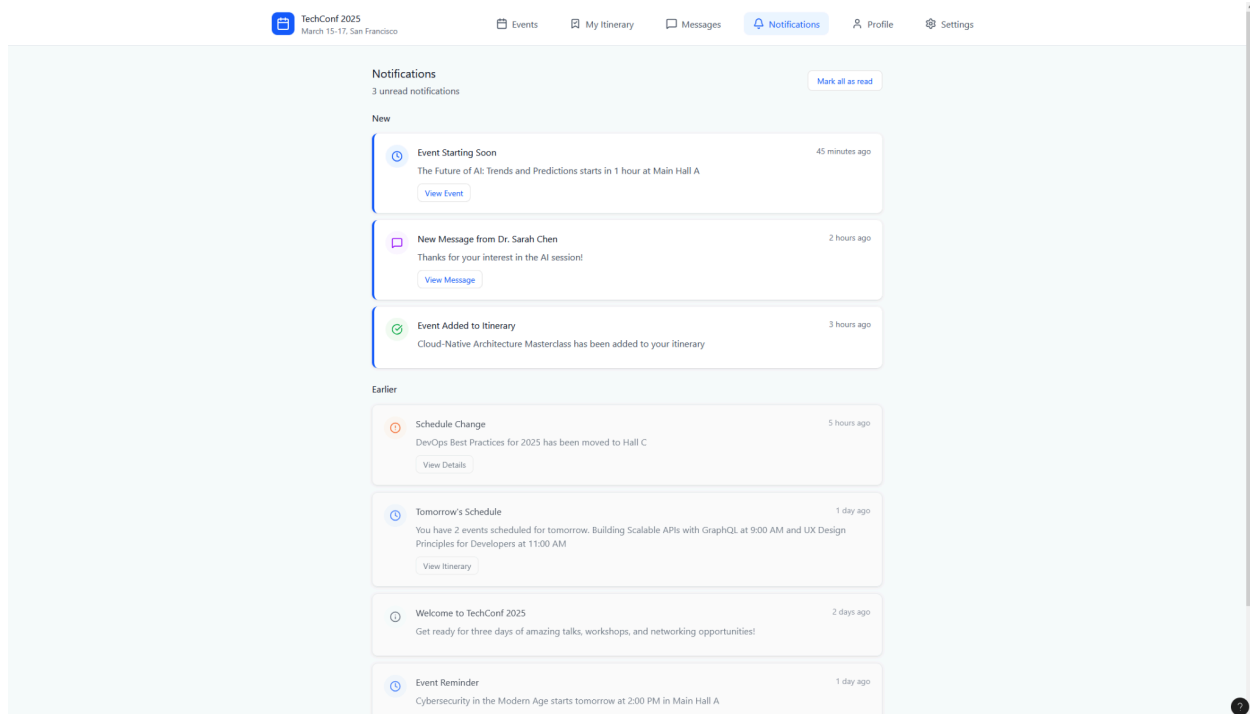 TechConf 2025
March 15-17, San Francisco
Events
My Itinerary
Messages
Notifications
Profile
Settings
Notifications
3 unread notifications
Mark all as read
New
Event Starting Soon
45 minutes ago
The Future of AI: Trends and Predictions starts in 1 hour at Main Hall A
View Event
New Message from Dr. Sarah Chen
2 hours ago
Thanks for your interest in the AI session!
View Message
Event Added to Itinerary
3 hours ago
Cloud-Native Architecture Masterclass has been added to your itinerary
Earlier
Schedule Change
5 hours ago
DevOps Best Practices for 2025 has been moved to Hall C
View Details
Tomorrow's Schedule
1 day ago
You have 2 events scheduled for tomorrow. Building Scalable APIs with GraphQL at 9:00 AM and UX Design
Principles for Developers at 11:00 AM
View Itinerary
Welcome to TechConf 2025
2 days ago
Get ready for three days of amazing talks, workshops, and networking opportunities!
Event Reminder
1 day ago
Cybersecurity in the Modern Age starts tomorrow at 2:00 PM in Main Hall A
?